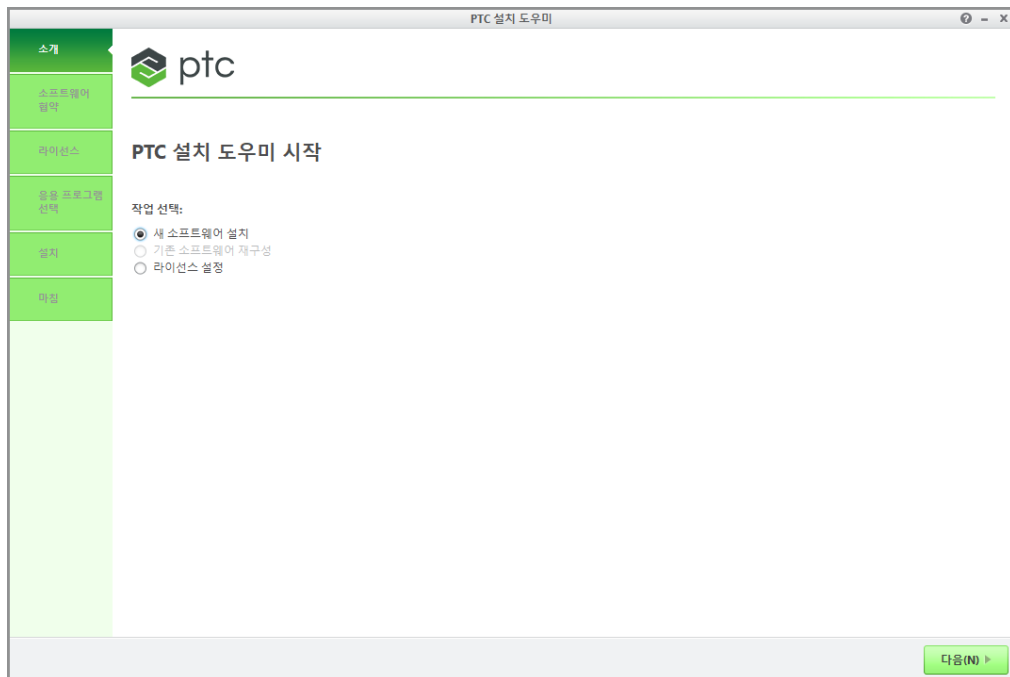 PTC 설치 도우미
소개
ptc
소프트웨어
협약
라이선스
PTC 설치 도우미 시작
응용 프로그램
선택
작업 선택:
새 소프트웨어 설치
기존 소프트웨어 재구성
설치
라이선스 설정
마침
다음(N)